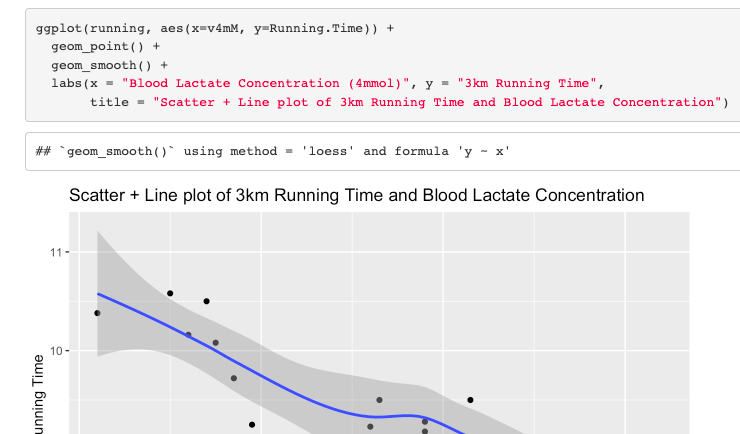 ggplot(running, aes(x=v4mM, y=Running.Time)) +
  geom_point() +
  geom_smooth() +
  labs(x = "Blood Lactate Concentration (4mmol)", y = "3km Running Time",
       title = "Scatter + Line plot of 3km Running Time and Blood Lactate Concentration")
## `geom_smooth()` using method = 'loess' and formula 'y ~ x'
Scatter + Line plot of 3km Running Time and Blood Lactate Concentration
11
10
unning Time